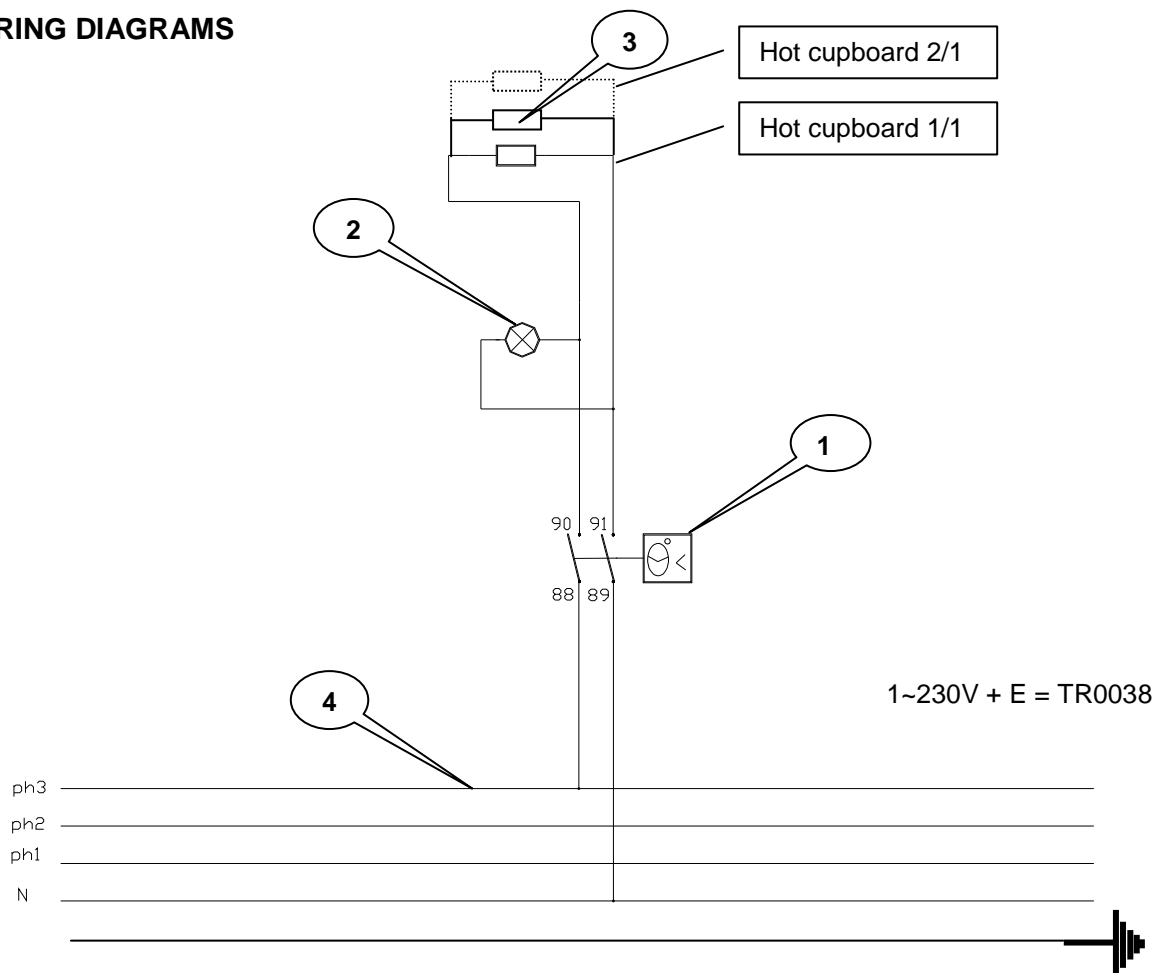 RING DIAGRAMS
3
Hot cupboard 2/1
Hot cupboard 1/1
2
1
90 91
88 89
1~230V + E = TR0038
4
ph3
ph2
ph1
N